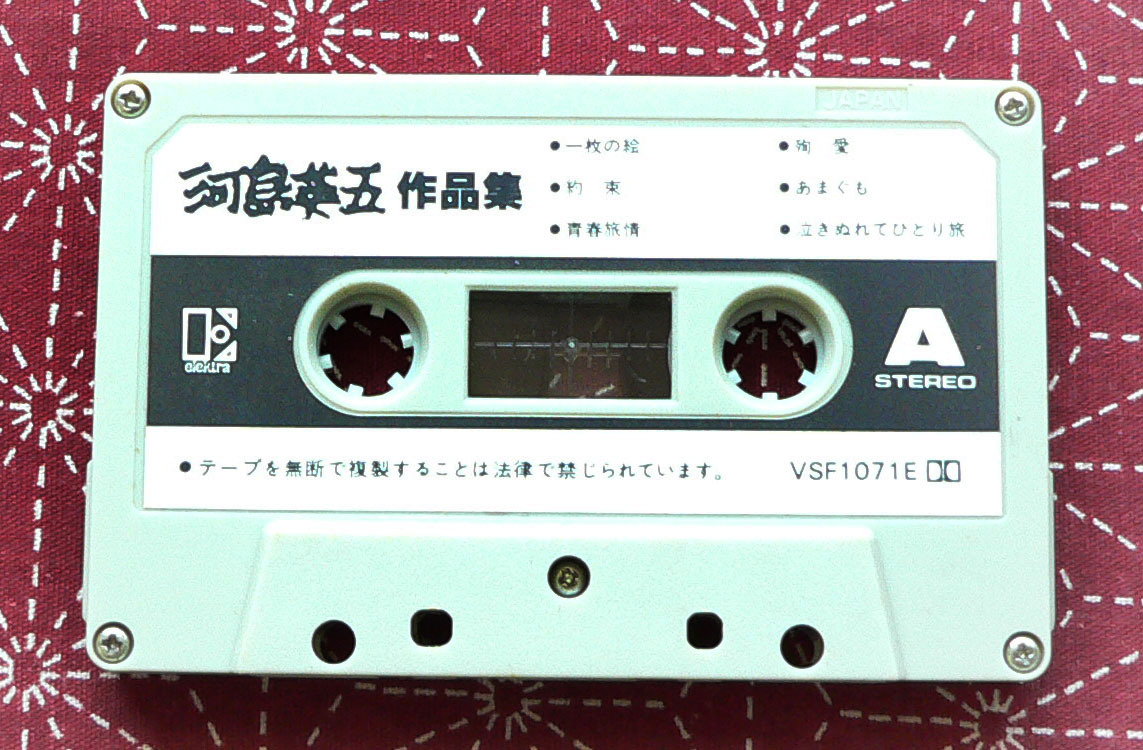 JAPAN
河島英五 作品集
●一枚の絵
●約 束
●青春旅情
●殉 愛
●あまぐも
●泣きぬれてひとり旅
elektra
A
STEREO
●テープを無断で複製することは法律で禁じられています。
VSF1071E